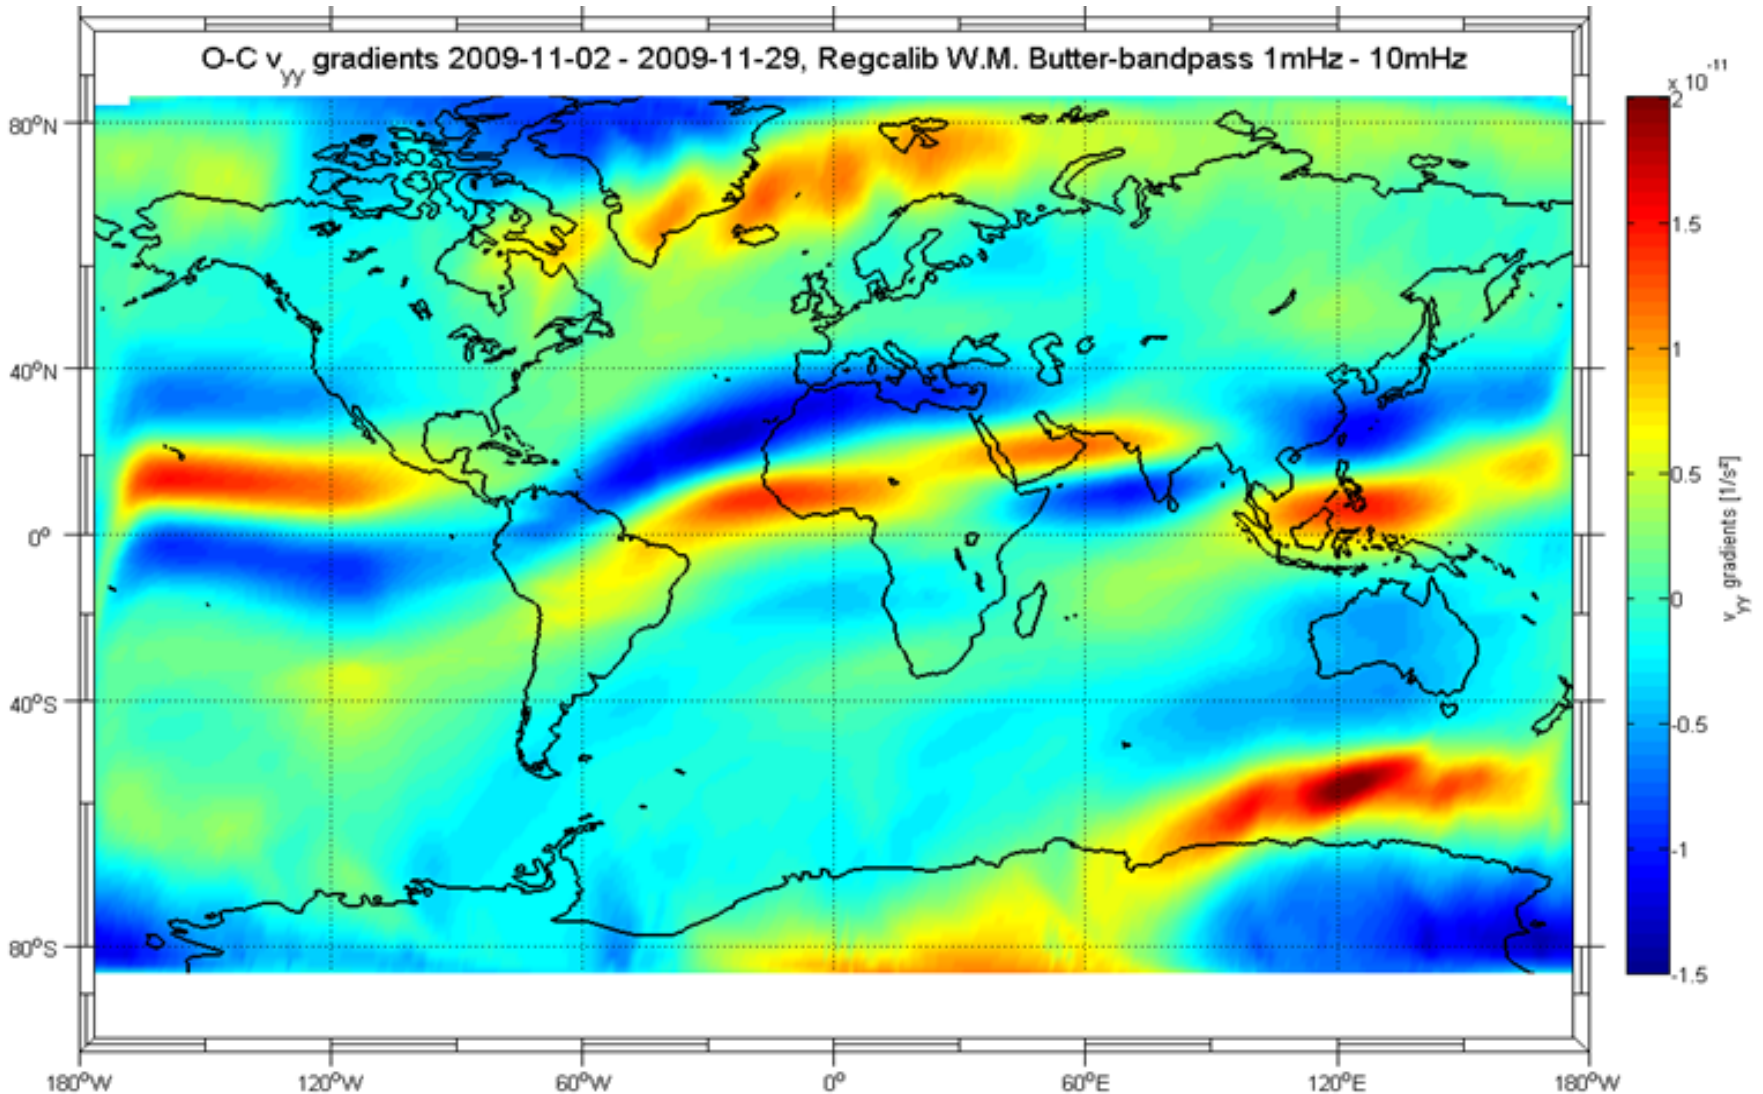 O-C v_yy gradients 2009-11-02 - 2009-11-29, Regcalib W.M. Butter-bandpass 1mHz - 10mHz
x 10^-11
80°N
40°N
0°
40°S
80°S
180°W 120°W 60°W 0° 60°E 120°E 180°W
2
1.5
1
0.5
0
-0.5
-1
-1.5
v_yy gradients [1/s²]